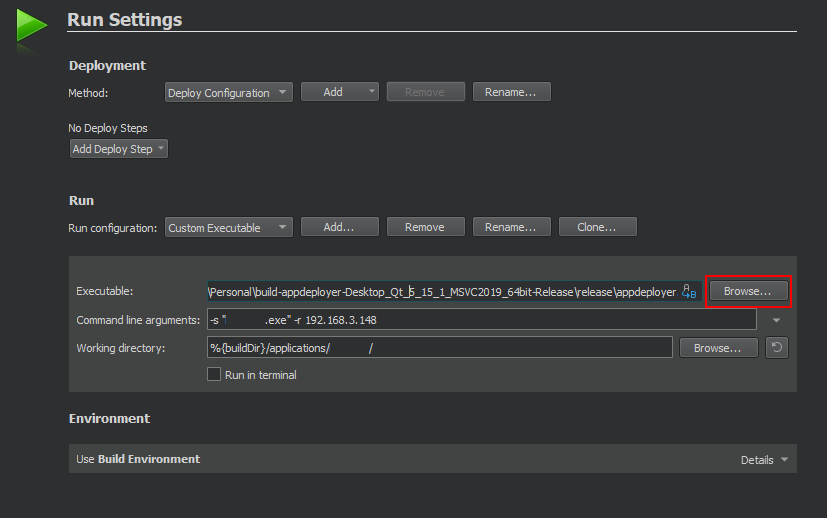 Run Settings
Deployment
Method: Deploy Configuration Add Remove Rename...
No Deploy Steps
Add Deploy Step
Run
Run configuration: Custom Executable Add... Remove Rename... Clone...
Executable: \Personal\build-appdeployer-Desktop_Qt_5_15_1_MSVC2019_64bit-Release\release\appdeployer B Browse...
Command line arguments: -s " .exe" -r 192.168.3.148
Working directory: %{buildDir}/applications/ / Browse...
Run in terminal
Environment
Use Build Environment Details